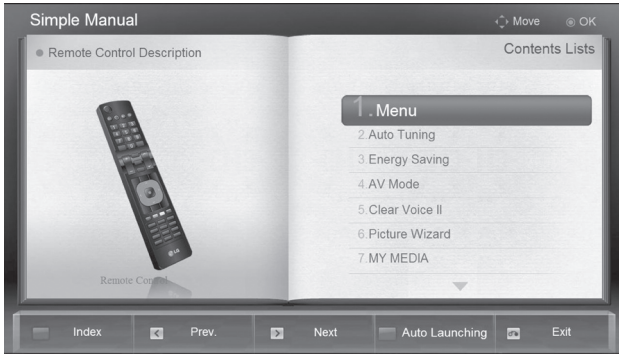 Simple Manual
Move
OK
Remote Control Description
Contents Lists
1.Menu
2.Auto Tuning
3.Energy Saving
4.AV Mode
5.Clear Voice II
6.Picture Wizard
7.MY MEDIA
LG
Remote Control
Index
Prev.
Next
Auto Launching
Exit